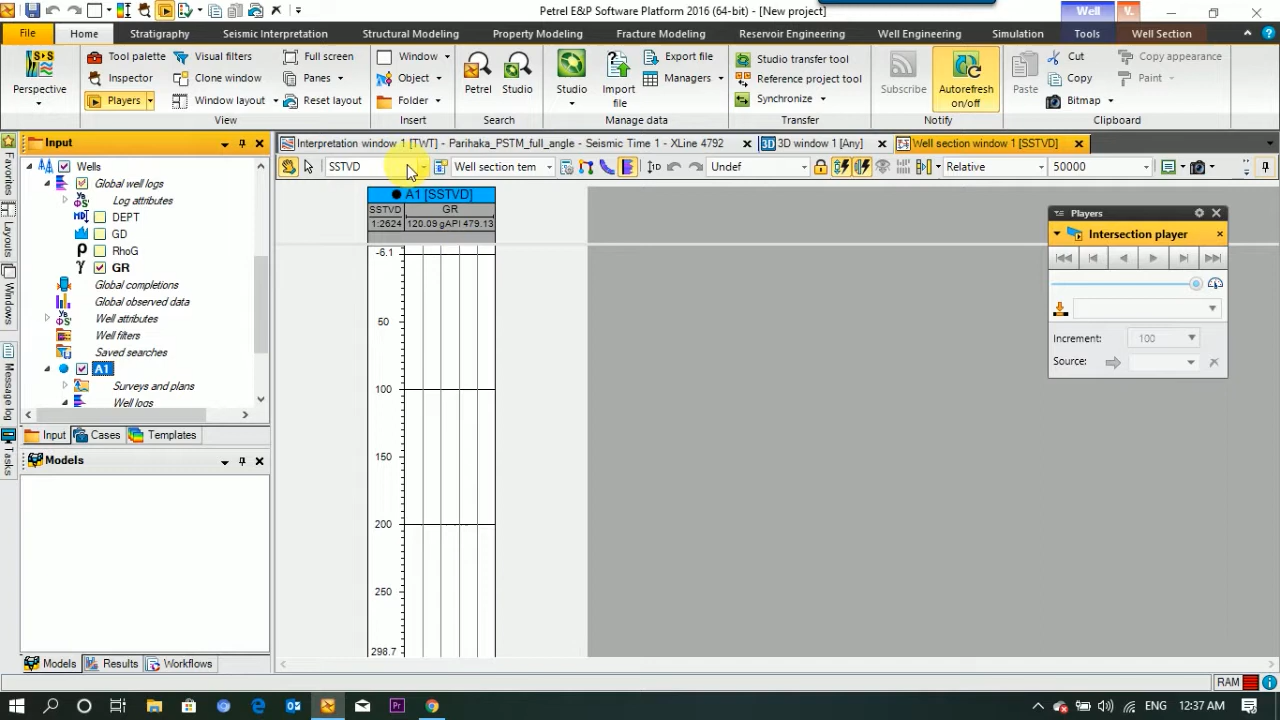 Petrel E&P Software Platform 2016 (64-bit) - [New project]
Well
V.
File
Home
Stratigraphy
Seismic Interpretation
Structural Modeling
Property Modeling
Fracture Modeling
Reservoir Engineering
Well Engineering
Simulation
Tools
Well Section
Perspective
Tool palette
Visual filters
Full screen
Inspector
Clone window
Panes
Players
Window layout
Reset layout
View
Window
Object
Folder
Insert
Petrel
Studio
Search
Studio
Import
file
Export file
Managers
Manage data
Studio transfer tool
Reference project tool
Synchronize
Transfer
Subscribe
Autorefresh
on/off
Notify
Paste
Cut
Copy
Bitmap
Copy appearance
Paint
Clipboard
Favorites
Layouts
Windows
Message log
Tasks
Input
Wells
Global well logs
Log attributes
DEPT
GD
RhoG
GR
Global completions
Global observed data
Well attributes
Well filters
Saved searches
A1
Surveys and plans
Well logs
Input
Cases
Templates
Models
Models
Results
Workflows
Interpretation window 1 [TWT] - Parihaka_PSTM_full_angle - Seismic Time 1 - XLine 4792
3D window 1 [Any]
Well section window 1 [SSTVD]
SSTVD
Well section tem
Undef
Relative
50000
A1 [SSTVD]
SSTVD
GR
1:2624
120.09 gAPI 479.13
-6.1
50
100
150
200
250
298.7
Players
Intersection player
Increment:
100
Source:
RAM
ENG
12:37 AM